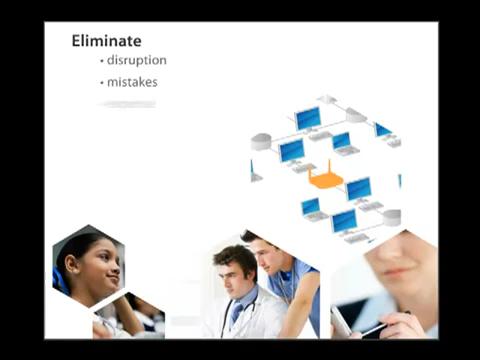 Eliminate
• disruption
• mistakes